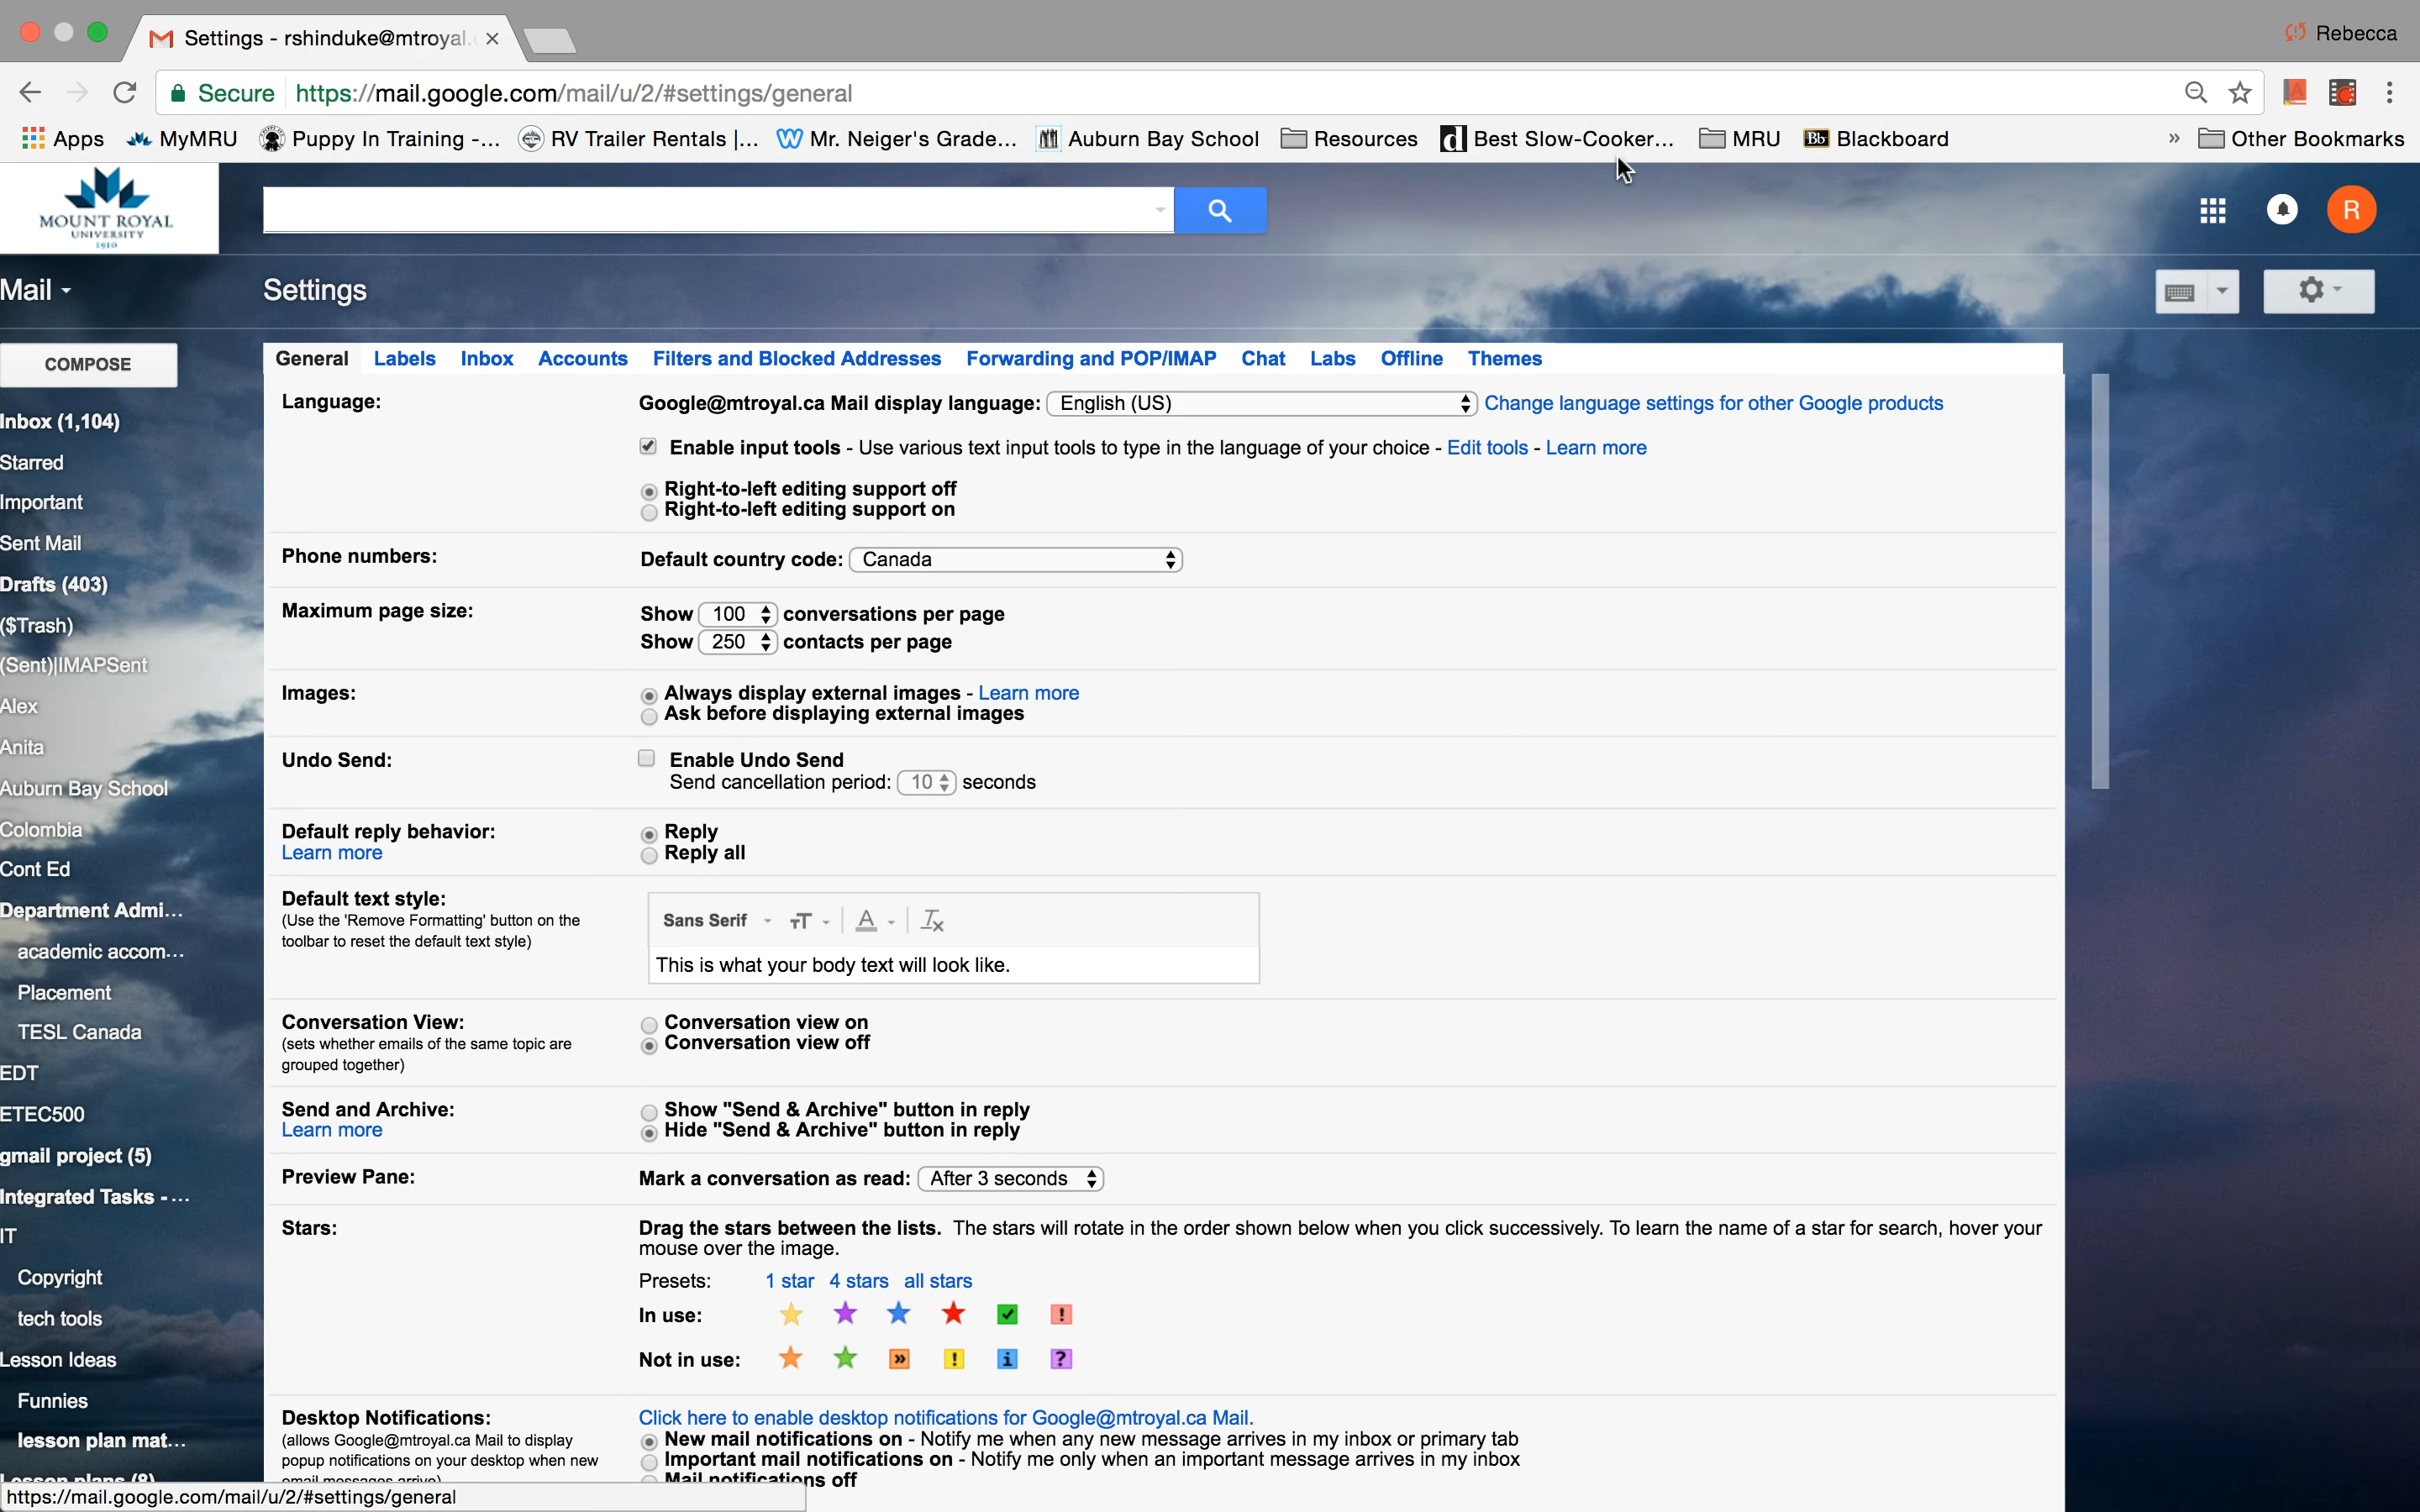 Settings - rshinduke@mtroyal.
Rebecca
Secure https://mail.google.com/mail/u/2/#settings/general
Apps MyMRU Puppy In Training -... RV Trailer Rentals |... Mr. Neiger's Grade... Auburn Bay School Resources Best Slow-Cooker... MRU Blackboard » Other Bookmarks
MOUNT ROYAL
UNIVERSITY
1910
R
Mail
Settings
COMPOSE
Inbox (1,104)
Starred
Important
Sent Mail
Drafts (403)
($Trash)
(Sent)|IMAPSent
Alex
Anita
Auburn Bay School
Colombia
Cont Ed
Department Admi...
academic accom...
Placement
TESL Canada
EDT
ETEC500
gmail project (5)
Integrated Tasks - ...
IT
Copyright
tech tools
Lesson Ideas
Funnies
lesson plan mat...
Lesson plans (8)
General Labels Inbox Accounts Filters and Blocked Addresses Forwarding and POP/IMAP Chat Labs Offline Themes
Language:
Google@mtroyal.ca Mail display language: English (US) Change language settings for other Google products
Enable input tools - Use various text input tools to type in the language of your choice - Edit tools - Learn more
Right-to-left editing support off
Right-to-left editing support on
Phone numbers:
Default country code: Canada
Maximum page size:
Show 100 conversations per page
Show 250 contacts per page
Images:
Always display external images - Learn more
Ask before displaying external images
Undo Send:
Enable Undo Send
Send cancellation period: 10 seconds
Default reply behavior:
Learn more
Reply
Reply all
Default text style:
(Use the 'Remove Formatting' button on the
toolbar to reset the default text style)
Sans Serif
This is what your body text will look like.
Conversation View:
(sets whether emails of the same topic are
grouped together)
Conversation view on
Conversation view off
Send and Archive:
Learn more
Show "Send & Archive" button in reply
Hide "Send & Archive" button in reply
Preview Pane:
Mark a conversation as read: After 3 seconds
Stars:
Drag the stars between the lists. The stars will rotate in the order shown below when you click successively. To learn the name of a star for search, hover your
mouse over the image.
Presets: 1 star 4 stars all stars
In use:
Not in use:
Desktop Notifications:
(allows Google@mtroyal.ca Mail to display
popup notifications on your desktop when new
email messages arrive)
Click here to enable desktop notifications for Google@mtroyal.ca Mail.
New mail notifications on - Notify me when any new message arrives in my inbox or primary tab
Important mail notifications on - Notify me only when an important message arrives in my inbox
Mail notifications off
https://mail.google.com/mail/u/2/#settings/general